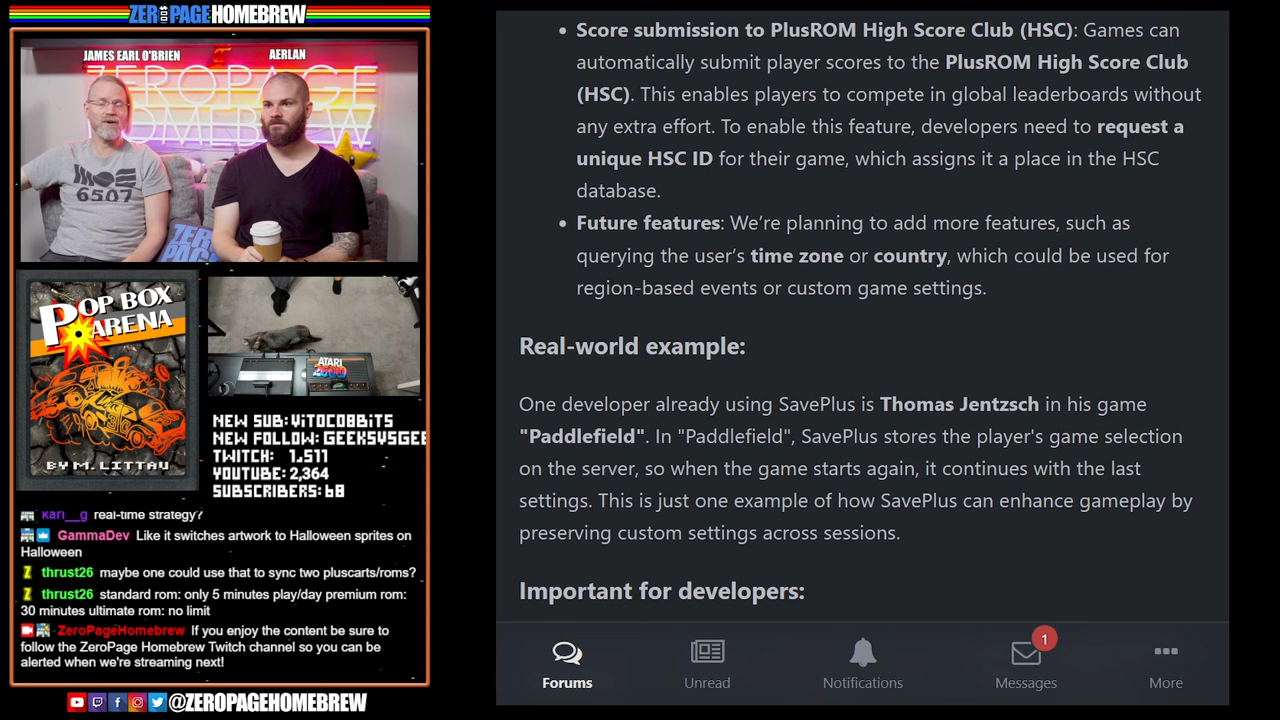 ZEROPAGEHOMEBREW
JAMES EARL O'BRIEN
AERLAN
ZEROPAGE
HOMEBREW
MOS
6507
ZERO
PAGE
POP BOX
ARENA
BY M. LITTAU
ATARI
2600
NEW SUB: VITOCOBBITS
NEW FOLLOW: GEEKSVSGEE
TWITCH: 1,511
YOUTUBE: 2,364
SUBSCRIBERS: 68
kari__g real-time strategy?
GammaDev Like it switches artwork to Halloween sprites on
Halloween
thrust26 maybe one could use that to sync two pluscarts/roms?
thrust26 standard rom: only 5 minutes play/day premium rom:
30 minutes ultimate rom: no limit
ZeroPageHomebrew If you enjoy the content be sure to
follow the ZeroPage Homebrew Twitch channel so you can be
alerted when we're streaming next!
@ZEROPAGEHOMEBREW
• Score submission to PlusROM High Score Club (HSC): Games can
automatically submit player scores to the PlusROM High Score Club
(HSC). This enables players to compete in global leaderboards without
any extra effort. To enable this feature, developers need to request a
unique HSC ID for their game, which assigns it a place in the HSC
database.
• Future features: We're planning to add more features, such as
querying the user's time zone or country, which could be used for
region-based events or custom game settings.
Real-world example:
One developer already using SavePlus is Thomas Jentzsch in his game
"Paddlefield". In "Paddlefield", SavePlus stores the player's game selection
on the server, so when the game starts again, it continues with the last
settings. This is just one example of how SavePlus can enhance gameplay by
preserving custom settings across sessions.
Important for developers:
1
Forums Unread Notifications Messages More